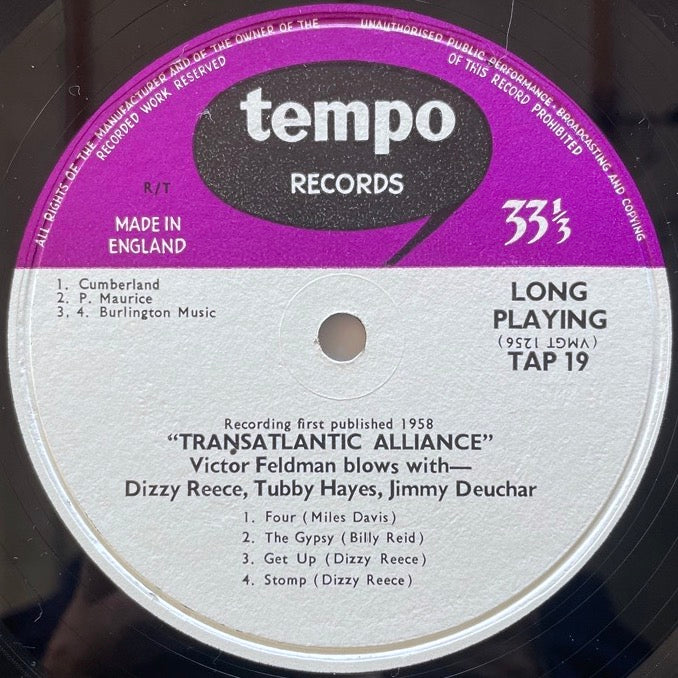 ALL RIGHTS OF THE MANUFACTURER AND OF THE OWNER OF THE
RECORDED WORK RESERVED
UNAUTHORISED PUBLIC PERFORMANCE • BROADCASTING AND COPYING
OF THIS RECORD PROHIBITED
tempo
RECORDS
R/T
MADE IN
ENGLAND
33⅓
1. Cumberland
2. P. Maurice
3, 4. Burlington Music
LONG
PLAYING
(VMGT 1256)
TAP 19
Recording first published 1958
“TRANSATLANTIC ALLIANCE”
Victor Feldman blows with—
Dizzy Reece, Tubby Hayes, Jimmy Deuchar
1. Four (Miles Davis)
2. The Gypsy (Billy Reid)
3. Get Up (Dizzy Reece)
4. Stomp (Dizzy Reece)